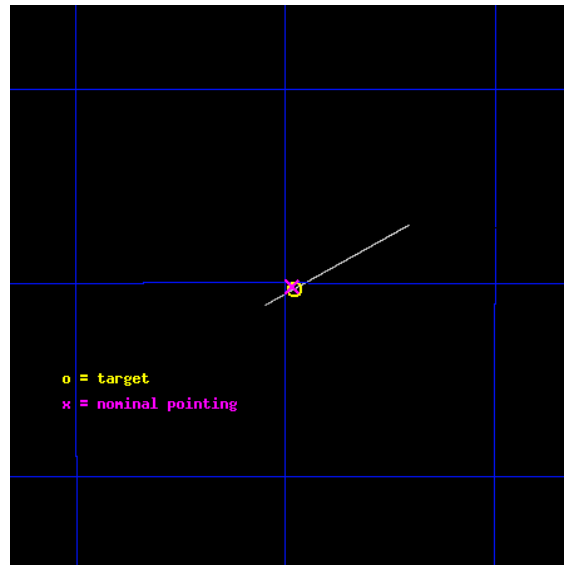 o = target
x = nominal pointing